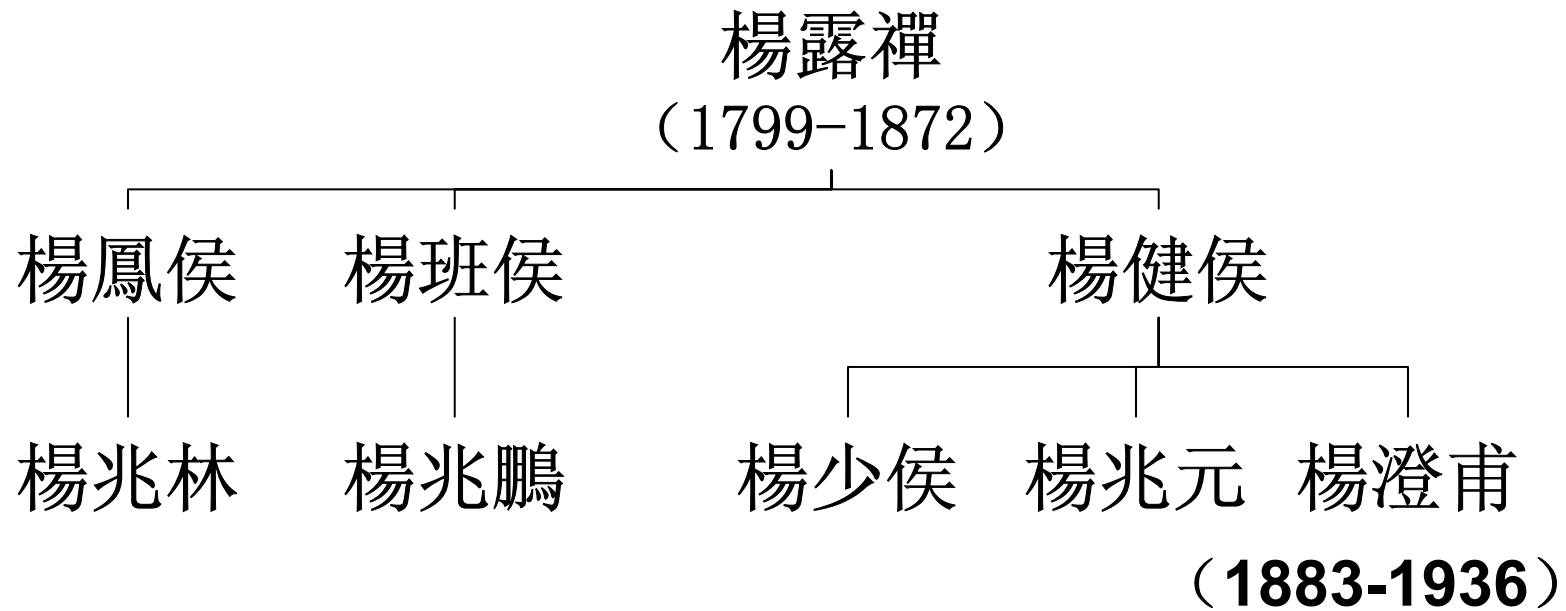 楊露禪
（1799-1872）
楊鳳侯 楊班侯 楊健侯
楊兆林 楊兆鵬 楊少侯 楊兆元 楊澄甫
（1883-1936）